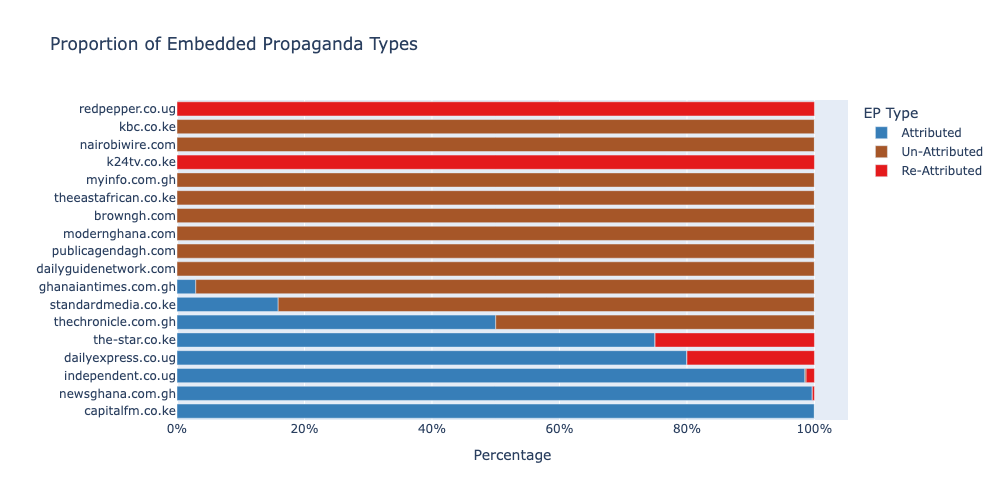 Proportion of Embedded Propaganda Types
redpepper.co.ug
kbc.co.ke
nairobiwire.com
k24tv.co.ke
myinfo.com.gh
theeastafrican.co.ke
browngh.com
modernghana.com
publicagendagh.com
dailyguidenetwork.com
ghanaiantimes.com.gh
standardmedia.co.ke
thechronicle.com.gh
the-star.co.ke
dailyexpress.co.ug
independent.co.ug
newsghana.com.gh
capitalfm.co.ke
0% 20% 40% 60% 80% 100%
Percentage
EP Type
Attributed
Un-Attributed
Re-Attributed